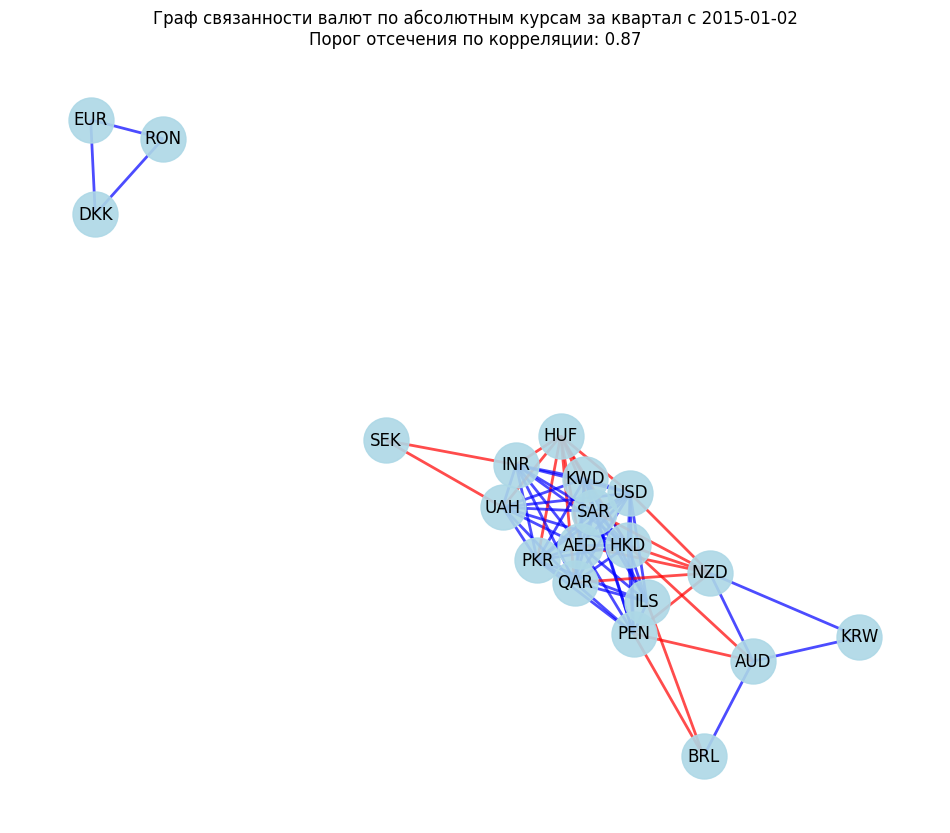 Граф связанности валют по абсолютным курсам за квартал с 2015-01-02
Порог отсечения по корреляции: 0.87
EUR
RON
DKK
HUF
SEK
INR
KWD
USD
UAH
SAR
AED
HKD
PKR
NZD
QAR
ILS
PEN
KRW
AUD
BRL